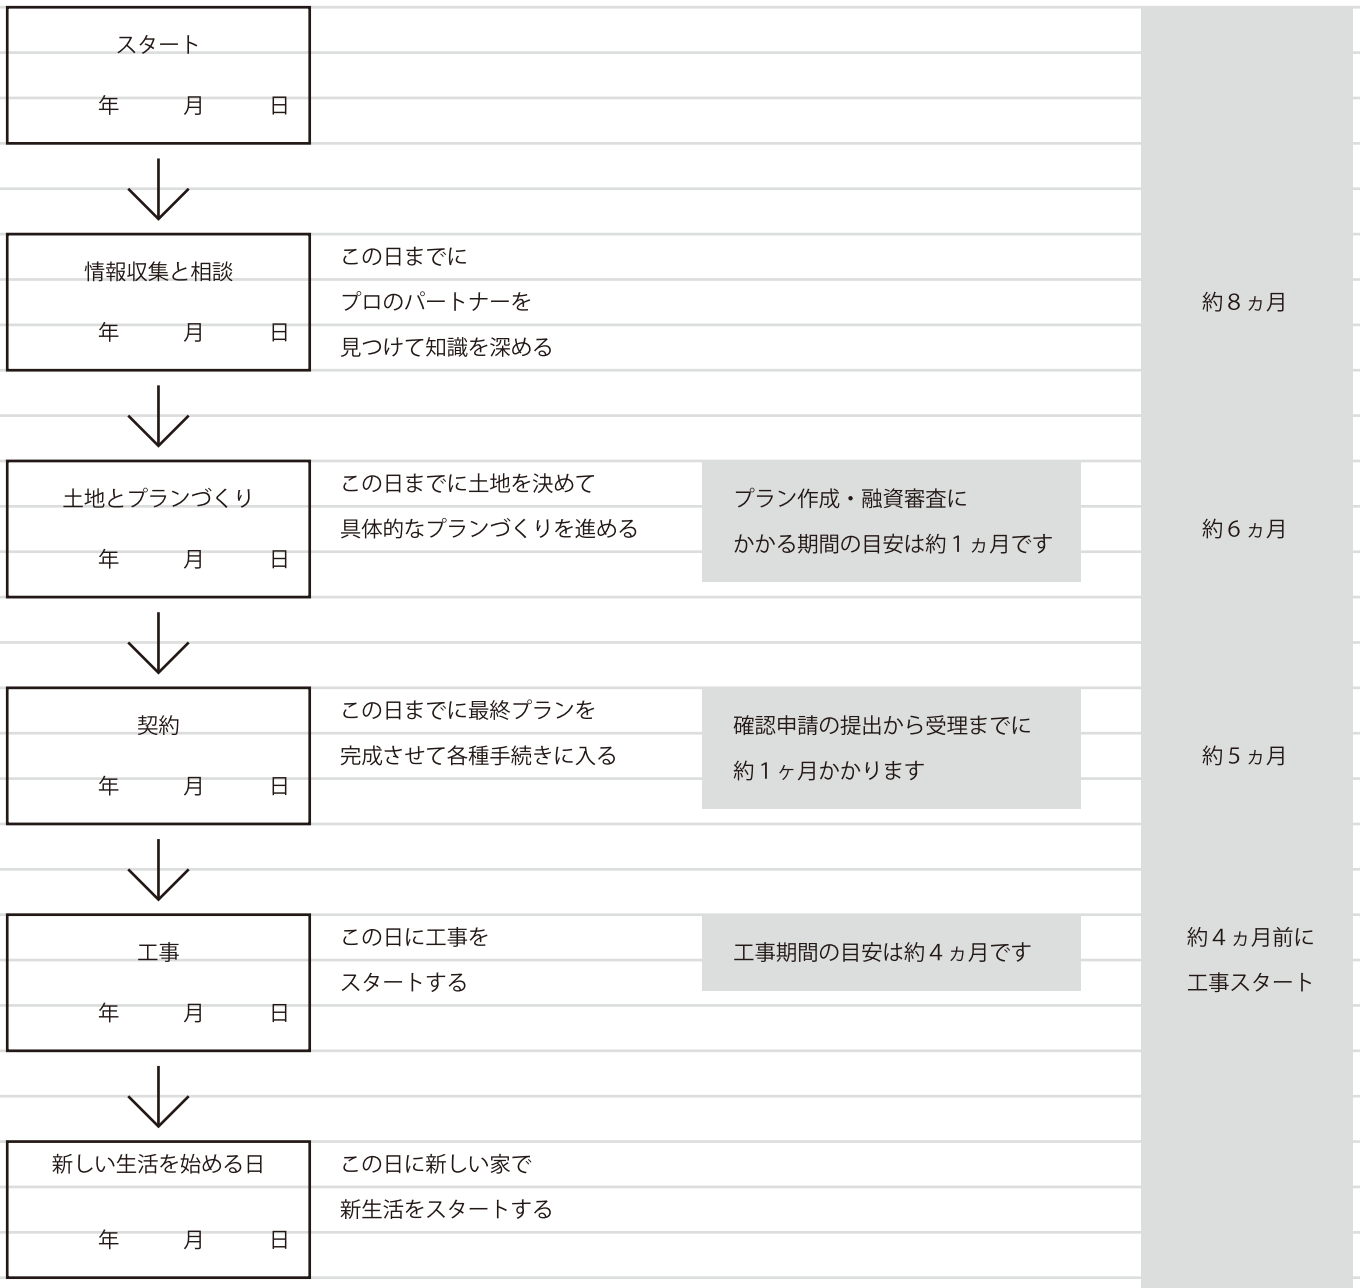 スタート
年 月 日
情報収集と相談
年 月 日
この日までに
プロのパートナーを
見つけて知識を深める
約8ヵ月
土地とプランづくり
年 月 日
この日までに土地を決めて
具体的なプランづくりを進める
プラン作成・融資審査に
かかる期間の目安は約1ヵ月です
約6ヵ月
契約
年 月 日
この日までに最終プランを
完成させて各種手続きに入る
確認申請の提出から受理までに
約1ヶ月かかります
約5ヵ月
工事
年 月 日
この日に工事を
スタートする
工事期間の目安は約4ヵ月です
約4ヵ月前に
工事スタート
新しい生活を始める日
年 月 日
この日に新しい家で
新生活をスタートする